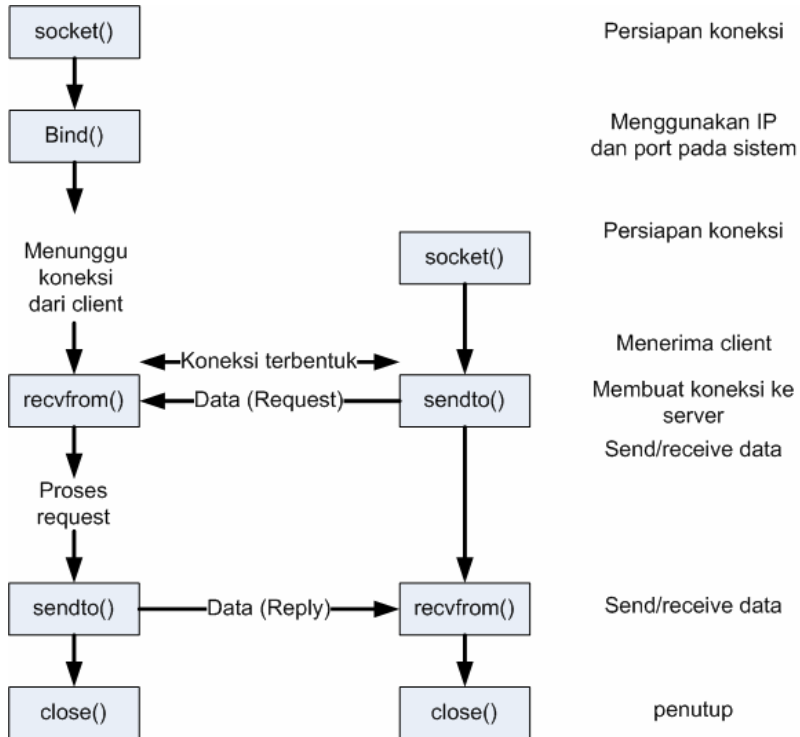 socket()
Persiapan koneksi
Bind()
Menggunakan IP
dan port pada sistem
Persiapan koneksi
Menunggu
koneksi
dari client
socket()
Menerima client
Koneksi terbentuk
recvfrom()
Data (Request)
sendto()
Membuat koneksi ke
server
Send/receive data
Proses
request
sendto()
Data (Reply)
recvfrom()
Send/receive data
close()
close()
penutup